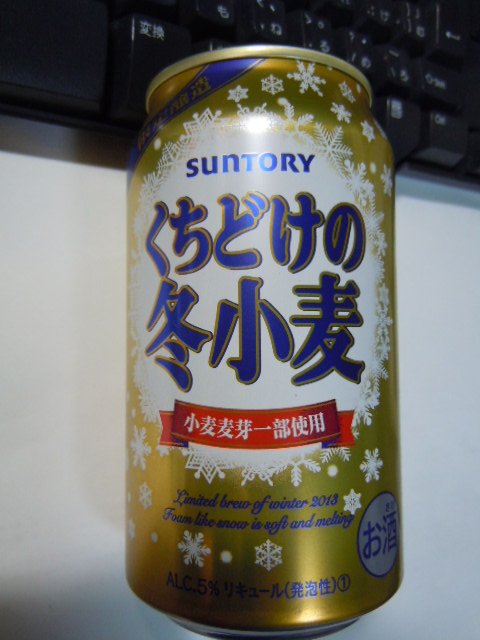 変換
SUNTORY
くちどけの
冬小麦
小麦麦芽一部使用
Limited brew of winter 2013
Foam like snow is soft and melting
お酒
ALC.5% リキュール(発泡性)①